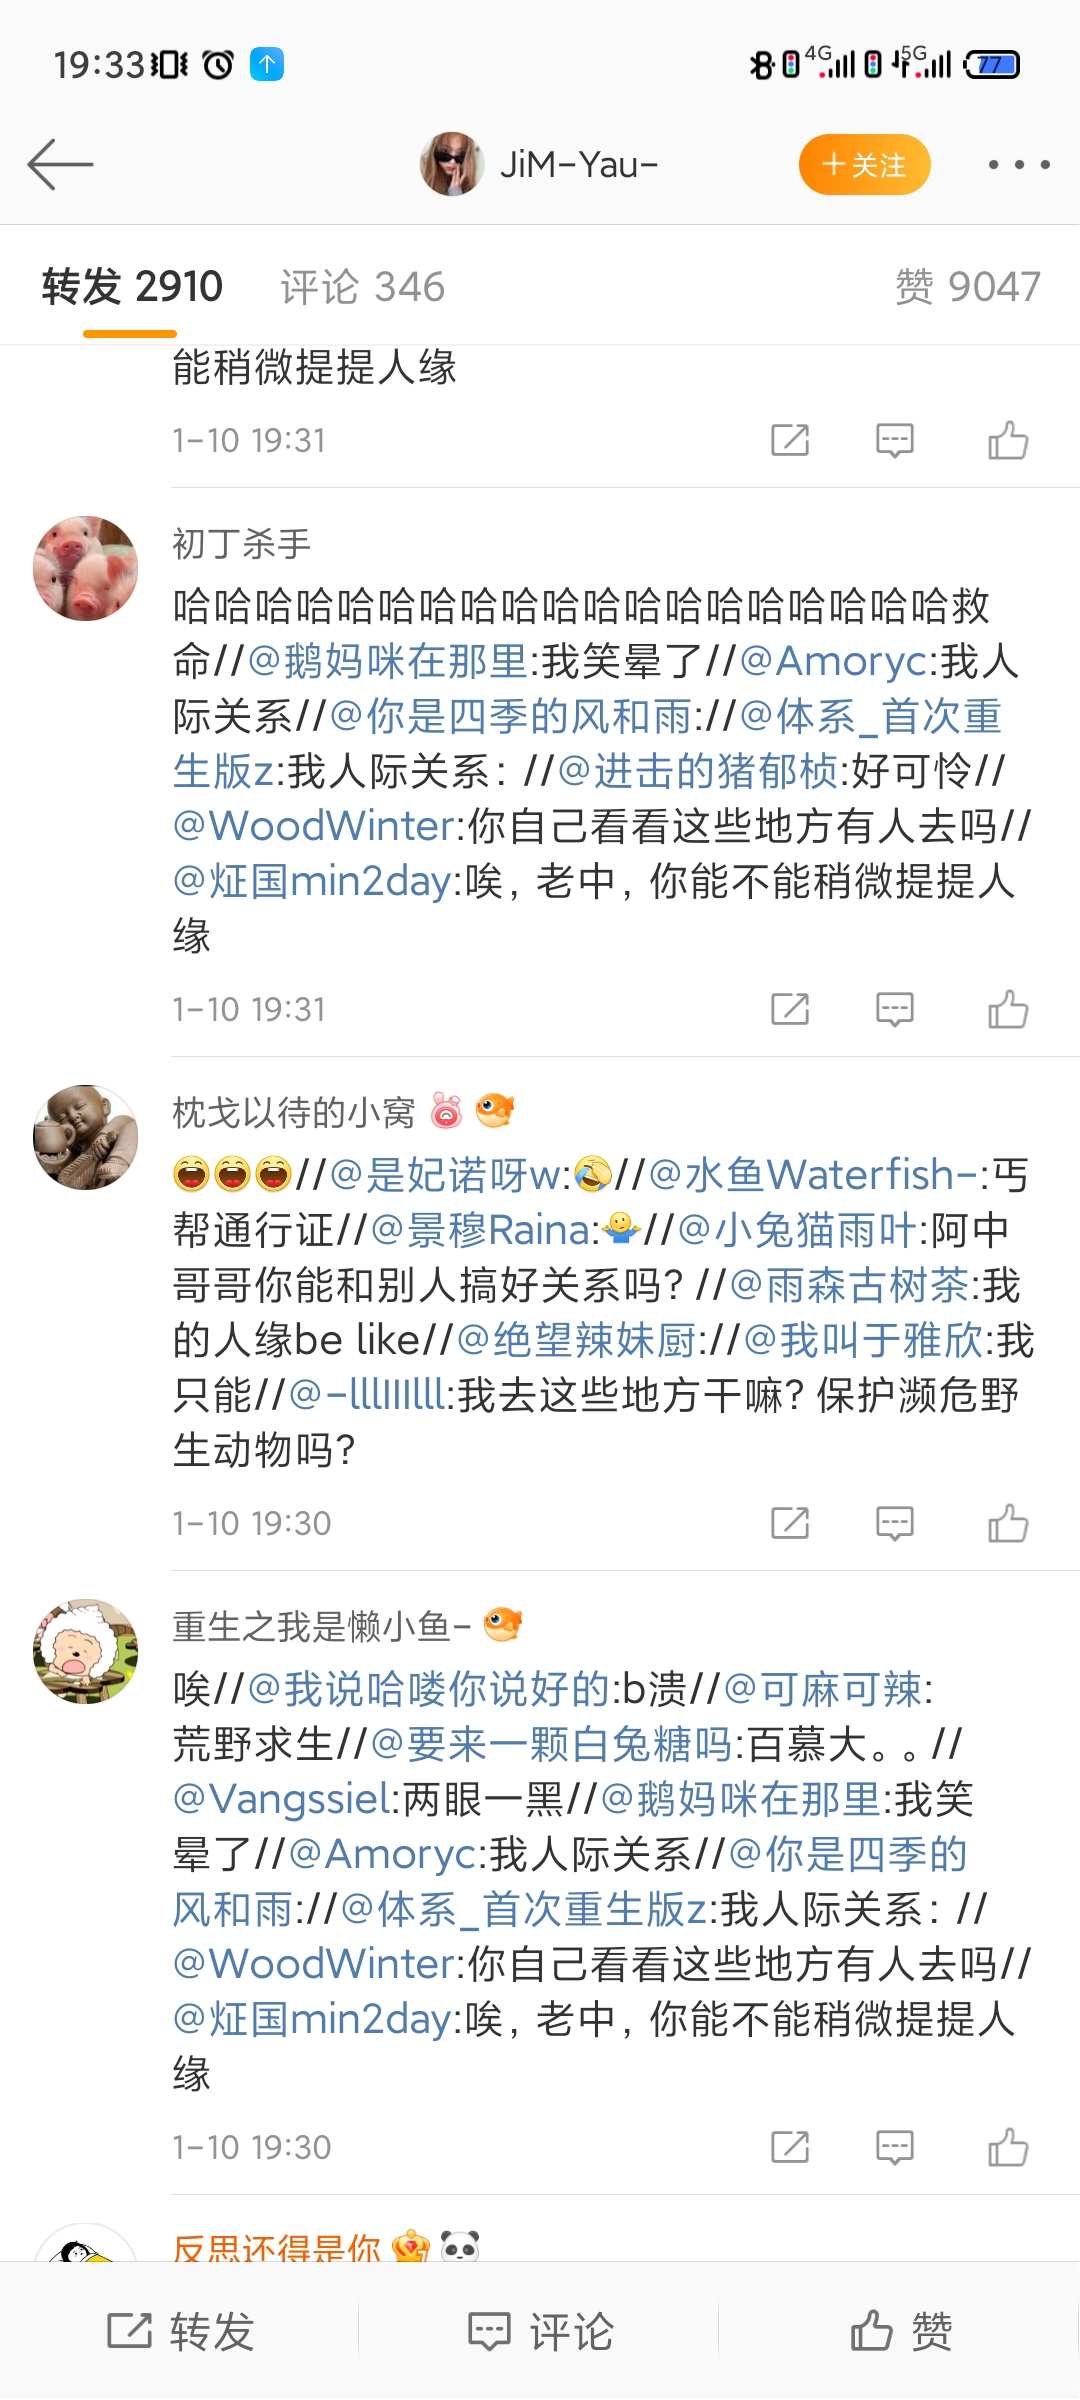 19:33 4G 5G 77
JiM-Yau- +关注
转发 2910 评论 346 赞 9047
能稍微提提人缘
1-10 19:31
初丁杀手
哈哈哈哈哈哈哈哈哈哈哈哈哈哈哈哈哈哈哈救
命//@鹅妈咪在那里:我笑晕了//@Amoryc:我人
际关系//@你是四季的风和雨://@体系_首次重
生版z:我人际关系：//@进击的猪郁桢:好可怜//
@WoodWinter:你自己看看这些地方有人去吗//
@炡国min2day:唉，老中，你能不能稍微提提人
缘
1-10 19:31
枕戈以待的小窝
😄😄😄//@是妃诺呀w:🤣//@水鱼Waterfish-:丐
帮通行证//@景穆Raina:🤷//@小兔猫雨叶:阿中
哥哥你能和别人搞好关系吗？//@雨森古树茶:我
的人缘be like//@绝望辣妹厨://@我叫于雅欣:我
只能//@-lllIIIlll:我去这些地方干嘛？保护濒危野
生动物吗？
1-10 19:30
重生之我是懒小鱼-
唉//@我说哈喽你说好的:b溃//@可麻可辣:
荒野求生//@要来一颗白兔糖吗:百慕大。。//
@Vangssiel:两眼一黑//@鹅妈咪在那里:我笑
晕了//@Amoryc:我人际关系//@你是四季的
风和雨://@体系_首次重生版z:我人际关系：//
@WoodWinter:你自己看看这些地方有人去吗//
@炡国min2day:唉，老中，你能不能稍微提提人
缘
1-10 19:30
反思还得是你
转发 评论 赞